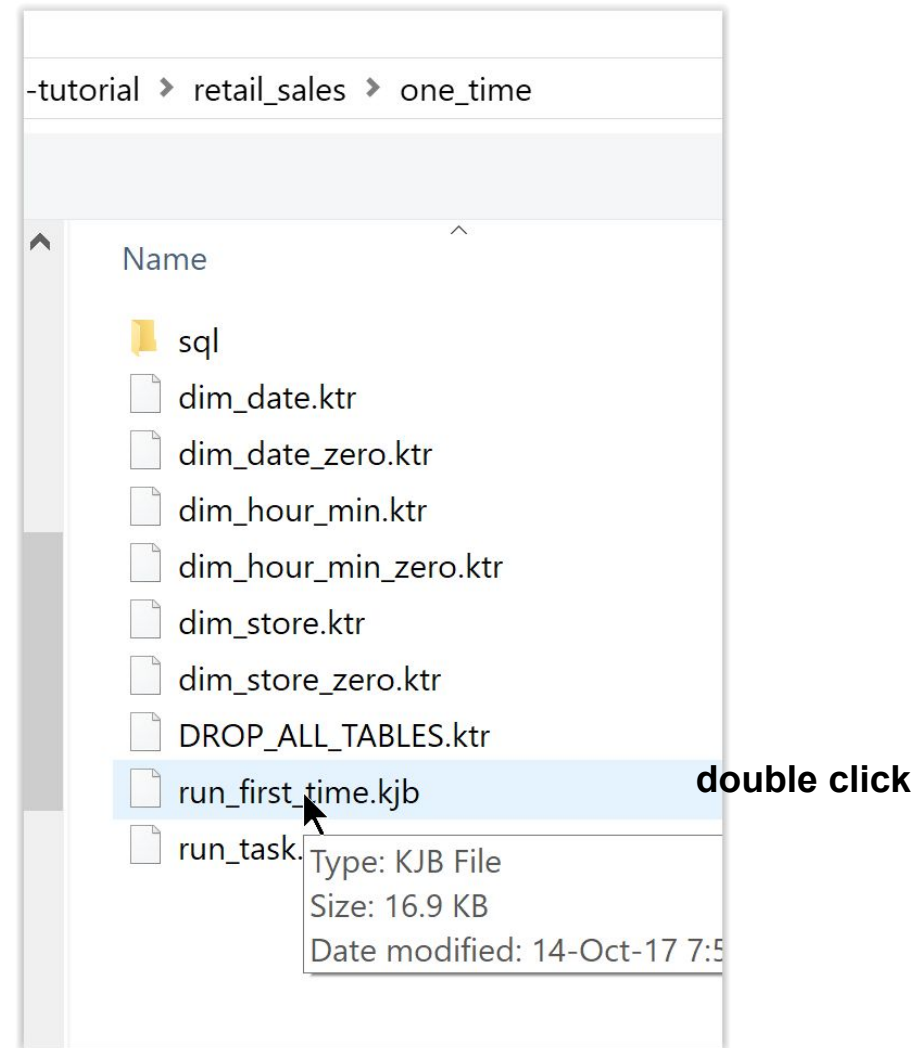 -tutorial > retail_sales > one_time
Name
sql
dim_date.ktr
dim_date_zero.ktr
dim_hour_min.ktr
dim_hour_min_zero.ktr
dim_store.ktr
dim_store_zero.ktr
DROP_ALL_TABLES.ktr
run_first_time.kjb double click
run_task.
Type: KJB File
Size: 16.9 KB
Date modified: 14-Oct-17 7:5